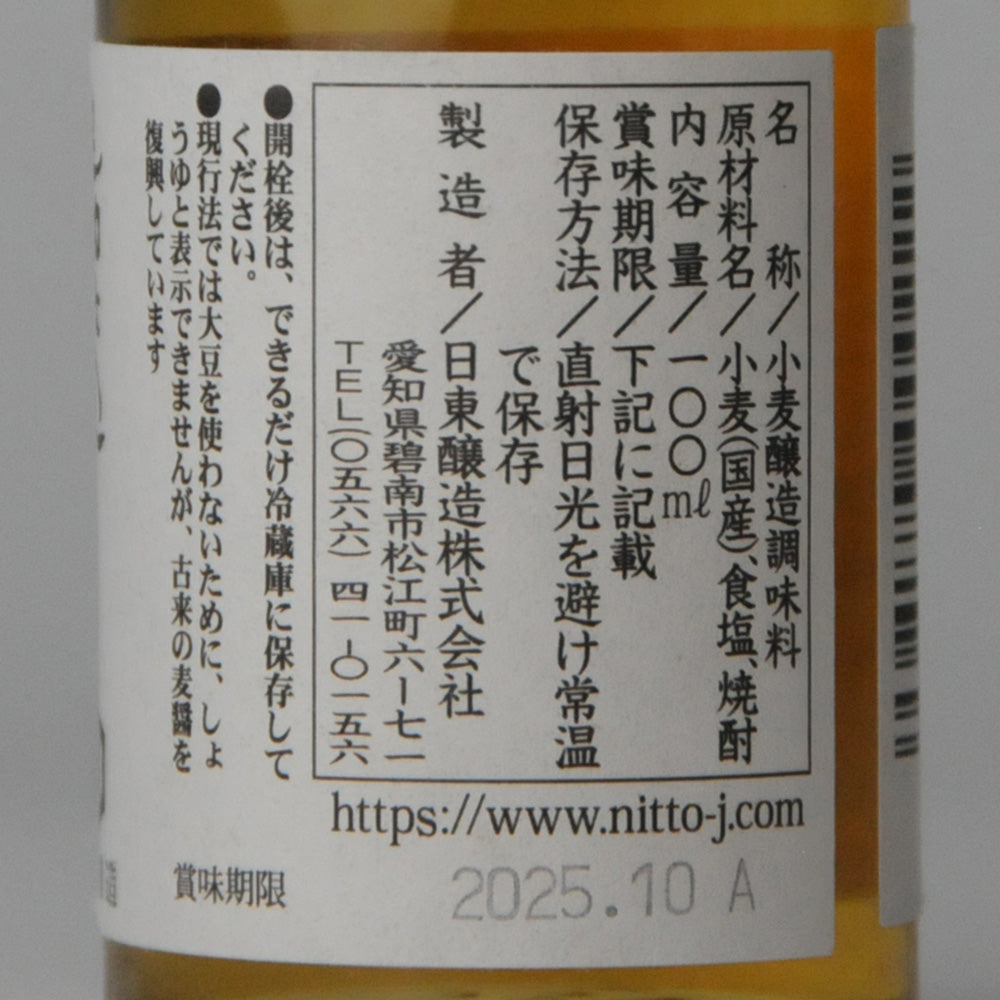 名　称／小麦醸造調味料
原材料名／小麦(国産)、食塩、焼酎
内容量／一〇〇ml
賞味期限／下記に記載
保存方法／直射日光を避け常温
で保存
製造者／日東醸造株式会社
愛知県碧南市松江町六ー七ー一
TEL(〇五六六)四一ー〇一五六
●開栓後は、できるだけ冷蔵庫に保存して
ください。
●現行法では大豆を使わないために、しょ
うゆと表示できませんが、古来の麦醤を
復興しています
https://www.nitto-j.com
賞味期限 2025.10 A